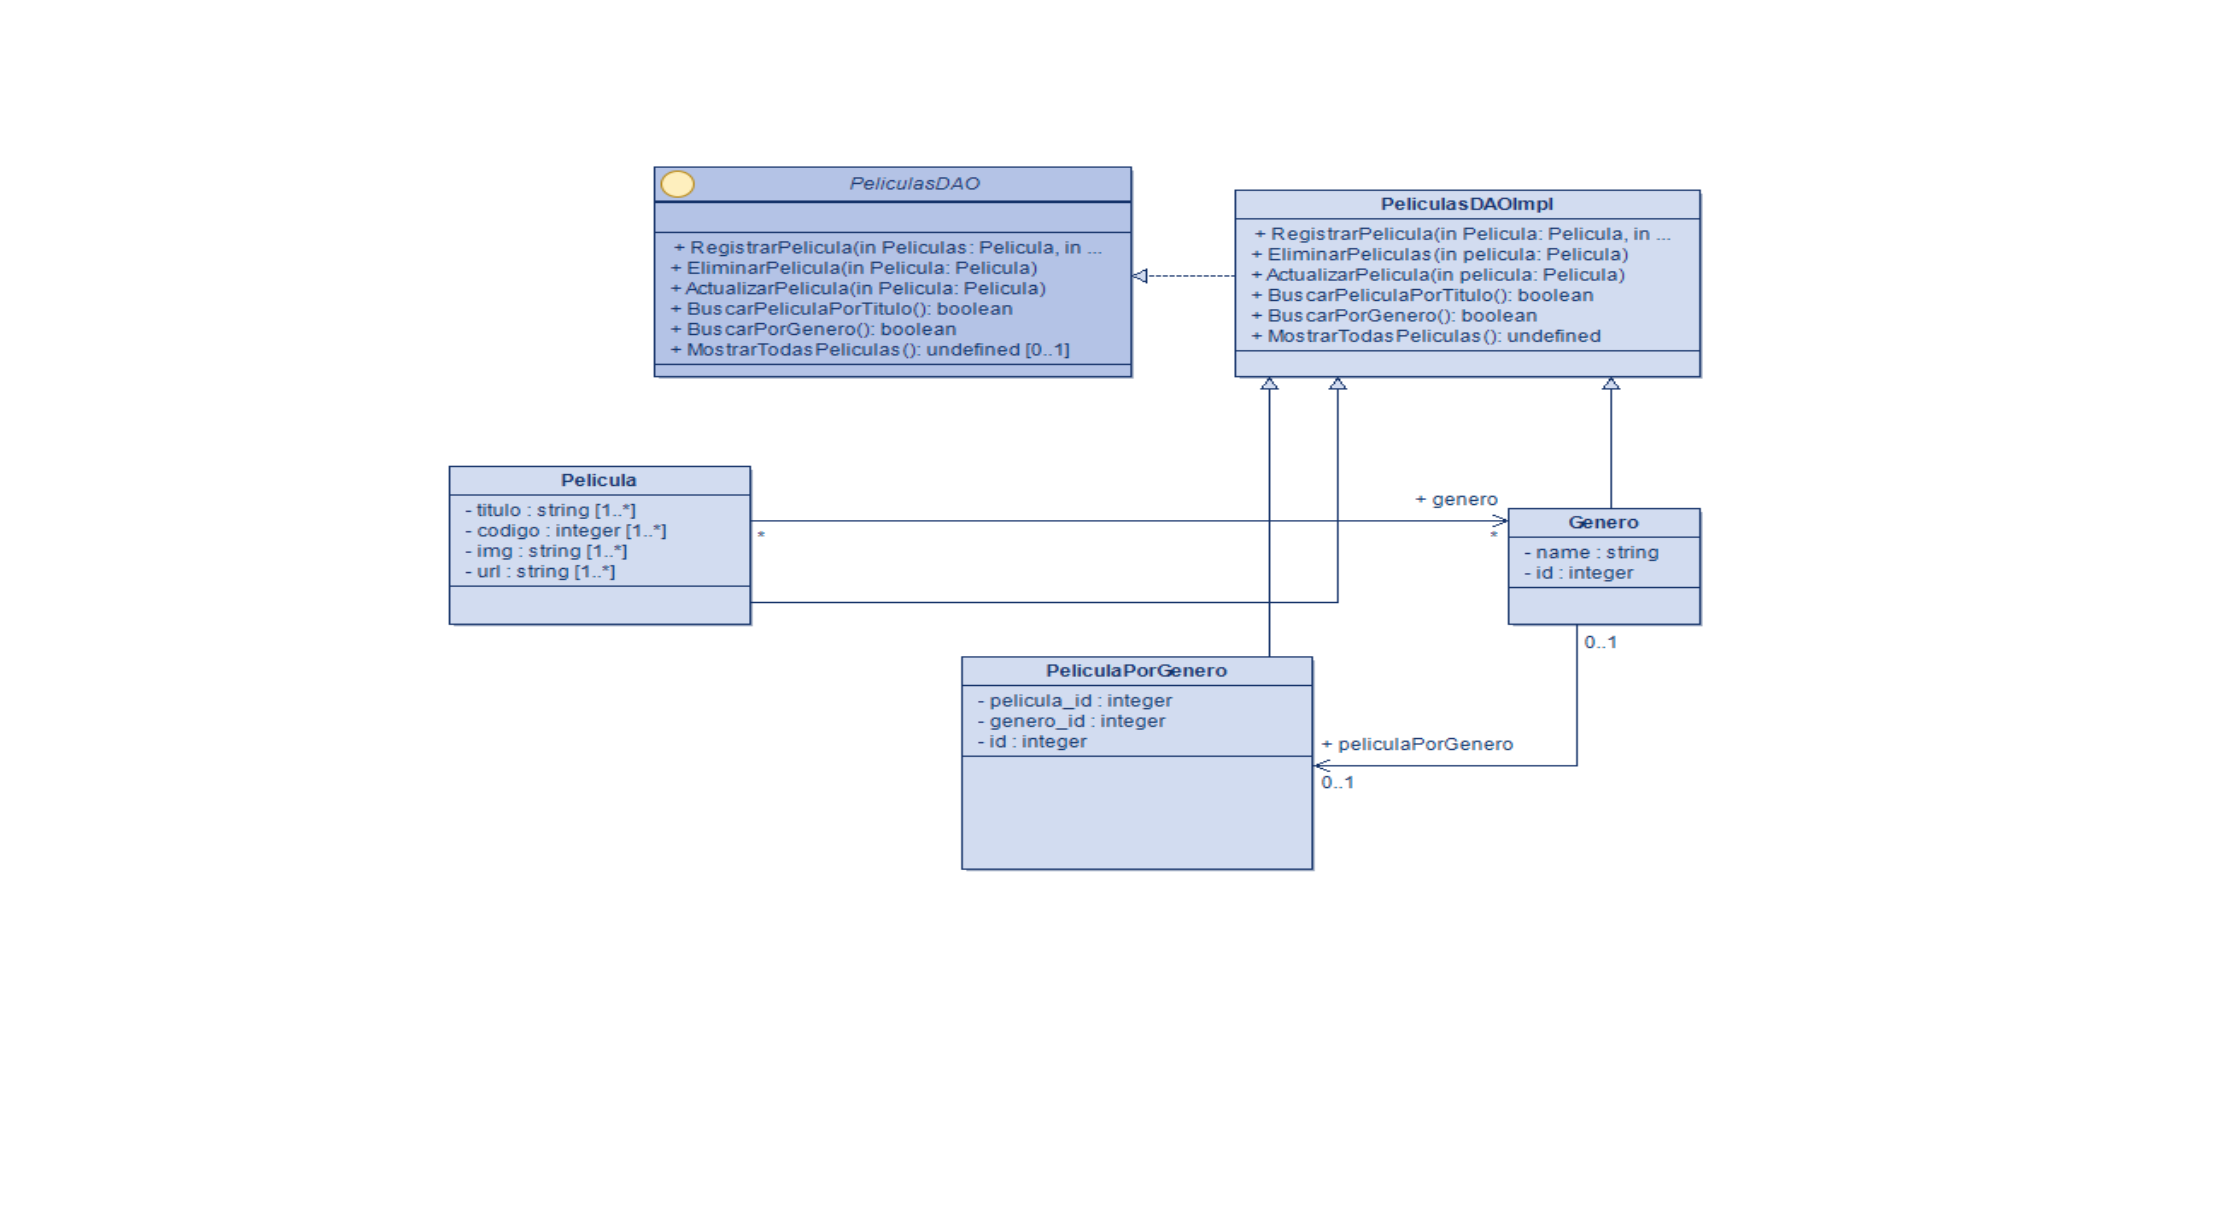 PeliculasDAO
+ RegistrarPelicula(in Peliculas: Pelicula, in ...
+ EliminarPelicula(in Pelicula: Pelicula)
+ ActualizarPelicula(in Pelicula: Pelicula)
+ BuscarPeliculaPorTitulo(): boolean
+ BuscarPorGenero(): boolean
+ MostrarTodasPeliculas(): undefined [0..1]
PeliculasDAOImpl
+ RegistrarPelicula(in Pelicula: Pelicula, in ...
+ EliminarPeliculas(in pelicula: Pelicula)
+ ActualizarPelicula(in pelicula: Pelicula)
+ BuscarPeliculaPorTitulo(): boolean
+ BuscarPorGenero(): boolean
+ MostrarTodasPeliculas(): undefined
Pelicula
- titulo : string [1..*]
- codigo : integer [1..*]
- img : string [1..*]
- url : string [1..*]
*
+ genero
*
Genero
- name : string
- id : integer
0..1
PeliculaPorGenero
- pelicula_id : integer
- genero_id : integer
- id : integer
+ peliculaPorGenero
0..1